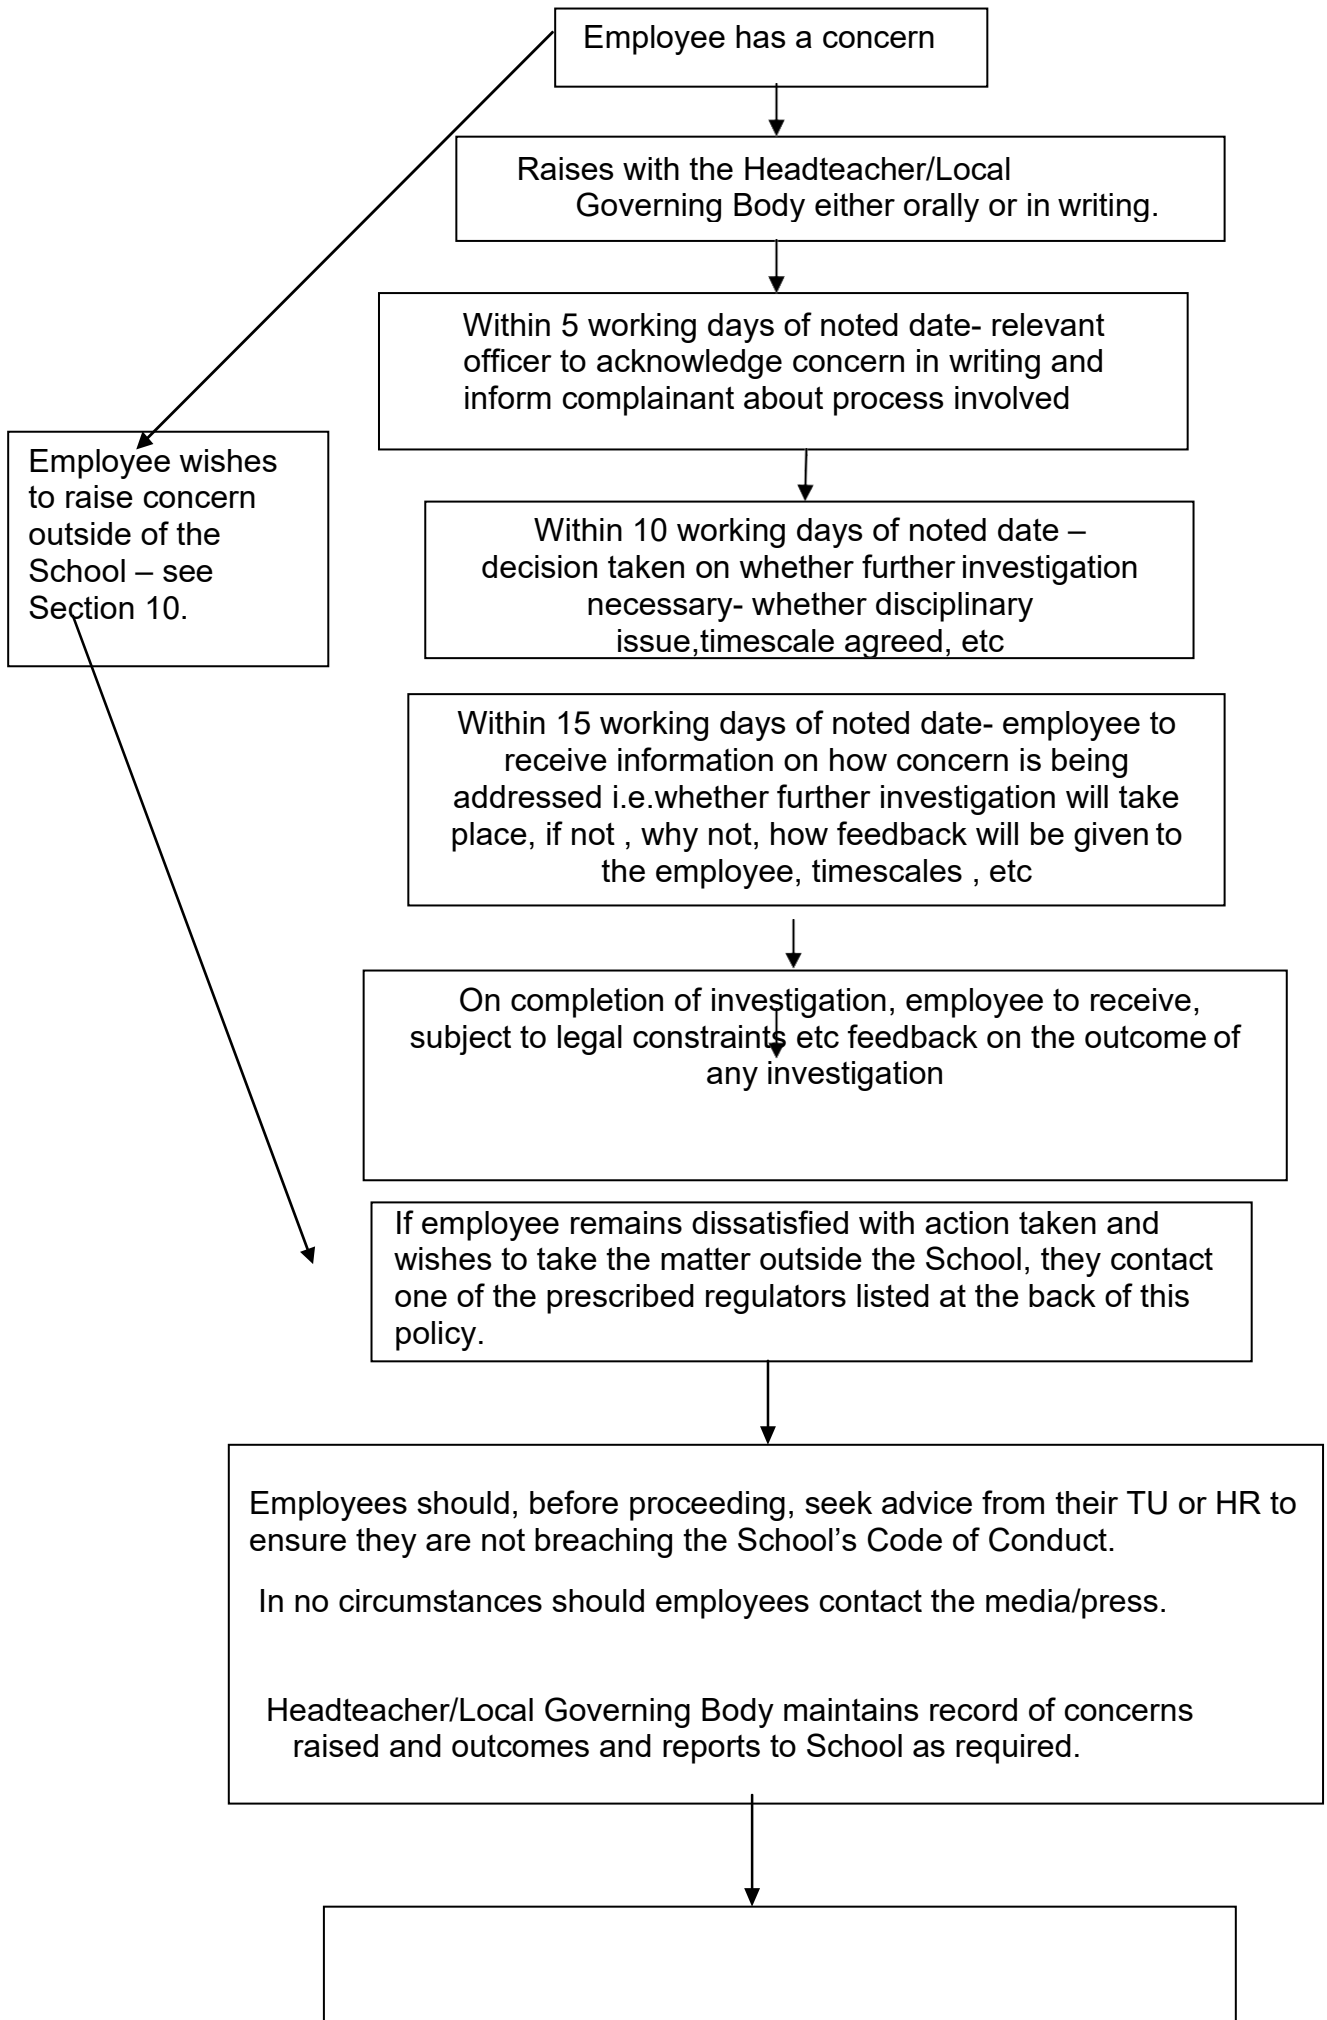 Employee has a concern
Raises with the Headteacher/Local
Governing Body either orally or in writing.
Within 5 working days of noted date- relevant
officer to acknowledge concern in writing and
inform complainant about process involved
Employee wishes
to raise concern
outside of the
School – see
Section 10.
Within 10 working days of noted date –
decision taken on whether further investigation
necessary- whether disciplinary
issue,timescale agreed, etc
Within 15 working days of noted date- employee to
receive information on how concern is being
addressed i.e.whether further investigation will take
place, if not , why not, how feedback will be given to
the employee, timescales , etc
On completion of investigation, employee to receive,
subject to legal constraints etc feedback on the outcome of
any investigation
If employee remains dissatisfied with action taken and
wishes to take the matter outside the School, they contact
one of the prescribed regulators listed at the back of this
policy.
Employees should, before proceeding, seek advice from their TU or HR to
ensure they are not breaching the School’s Code of Conduct.
In no circumstances should employees contact the media/press.
Headteacher/Local Governing Body maintains record of concerns
raised and outcomes and reports to School as required.